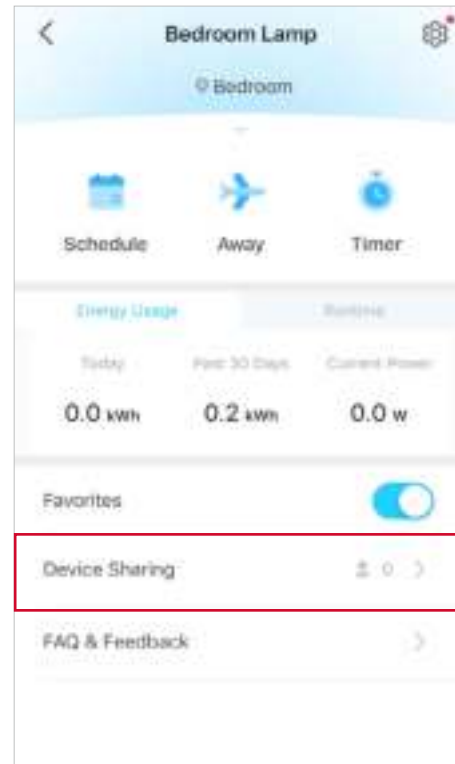 Bedroom Lamp
Bedroom
Schedule Away Timer
Energy Usage Runtime
Today Past 30 Days Current Power
0.0 kWh 0.2 kWh 0.0 W
Favorites
Device Sharing 0
FAQ & Feedback